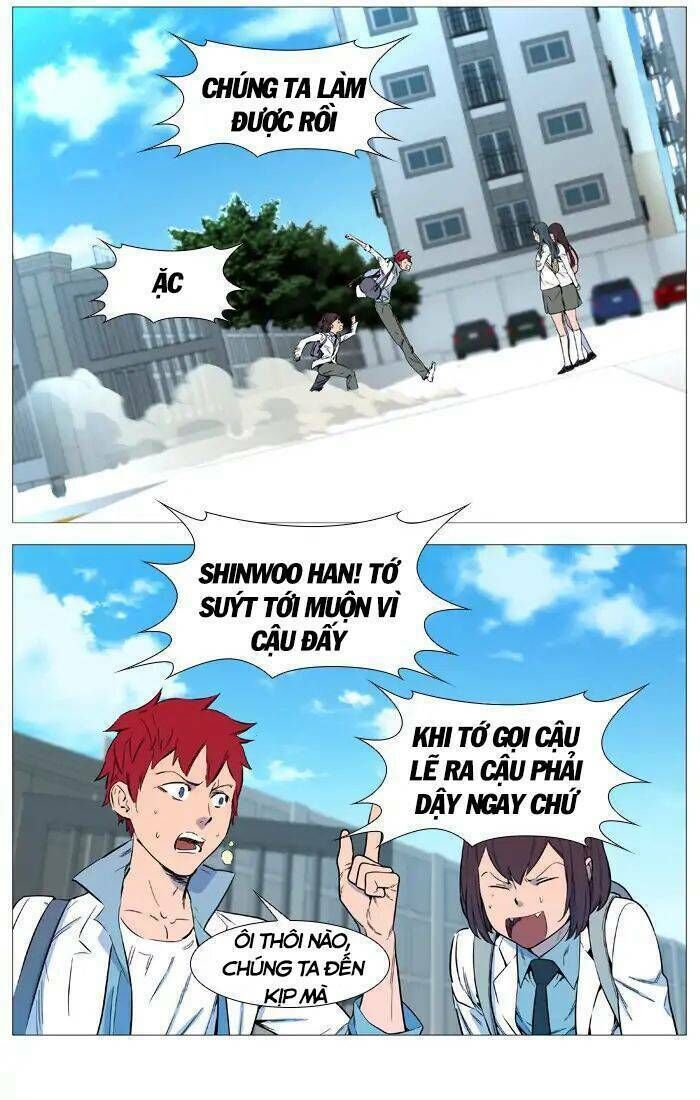 CHÚNG TA LÀM
ĐƯỢC RỒI
ẶC
SHINWOO HAN! TỚ
SUÝT TỚI MUỘN VÌ
CẬU ĐẤY
KHI TỚ GỌI CẬU
LẼ RA CẬU PHẢI
DẬY NGAY CHỨ
ÔI THÔI NÀO,
CHÚNG TA ĐẾN
KỊP MÀ